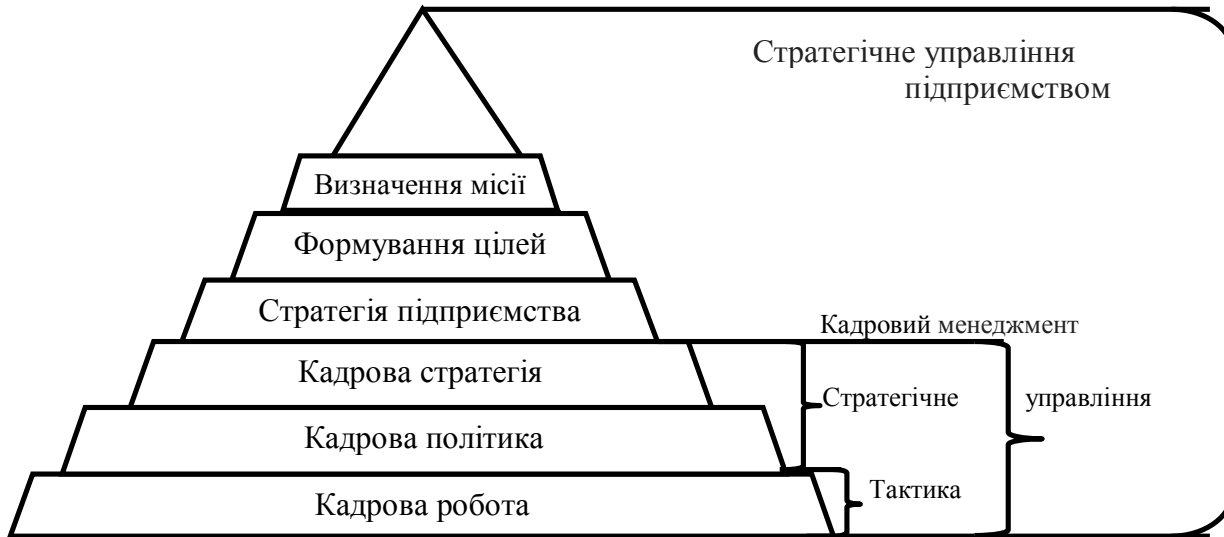 Стратегічне управління
підприємством
Визначення місії
Формування цілей
Стратегія підприємства
Кадровий менеджмент
Кадрова стратегія
Стратегічне управління
Кадрова політика
Тактика
Кадрова робота